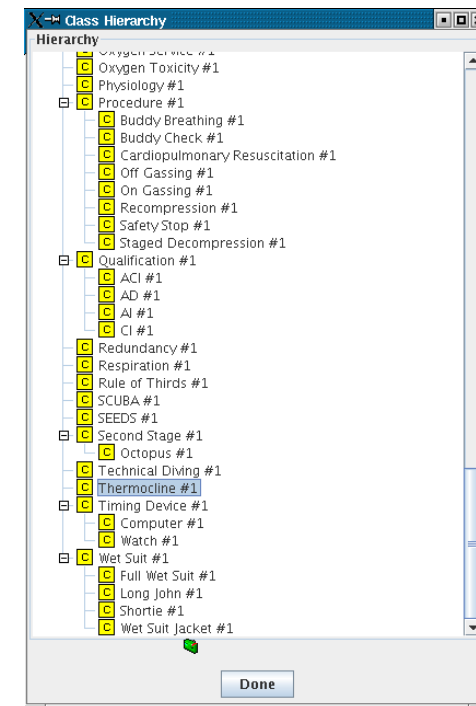 Class Hierarchy
Hierarchy
C Oxygen Service #1
C Oxygen Toxicity #1
C Physiology #1
C Procedure #1
C Buddy Breathing #1
C Buddy Check #1
C Cardiopulmonary Resuscitation #1
C Off Gassing #1
C On Gassing #1
C Recompression #1
C Safety Stop #1
C Staged Decompression #1
C Qualification #1
C ACI #1
C AD #1
C AI #1
C CI #1
C Redundancy #1
C Respiration #1
C Rule of Thirds #1
C SCUBA #1
C SEEDS #1
C Second Stage #1
C Octopus #1
C Technical Diving #1
C Thermocline #1
C Timing Device #1
C Computer #1
C Watch #1
C Wet Suit #1
C Full Wet Suit #1
C Long John #1
C Shortie #1
C Wet Suit Jacket #1
Done